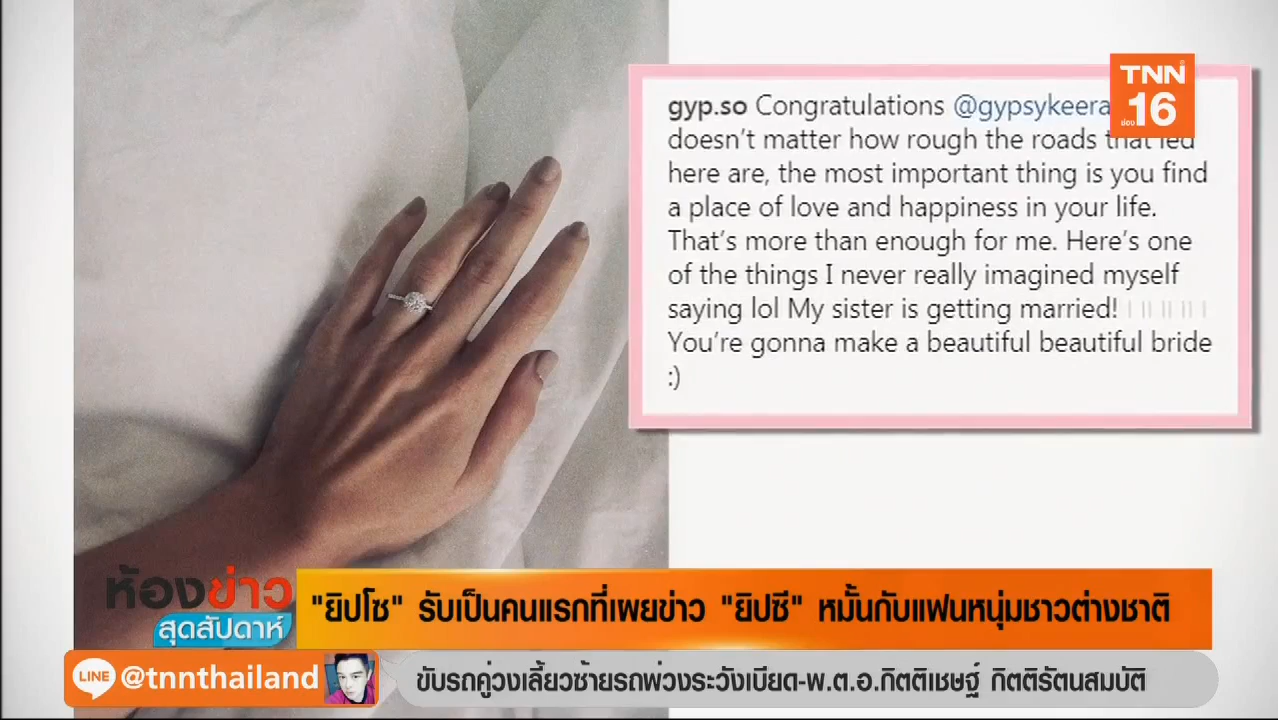 TNN
ช่อง 16
gyp.so Congratulations @gypsykeera
doesn't matter how rough the roads that led
here are, the most important thing is you find
a place of love and happiness in your life.
That's more than enough for me. Here's one
of the things I never really imagined myself
saying lol My sister is getting married!
You're gonna make a beautiful beautiful bride
:)
ห้องข่าว
สุดสัปดาห์
"ยิปโซ" รับเป็นคนแรกที่เผยข่าว "ยิปซี" หมั้นกับแฟนหนุ่มชาวต่างชาติ
LINE @tnnthailand
ขับรถคู่วงเลี้ยวซ้ายรถพ่วงระวังเบียด-พ.ต.อ.กิตติเชษฐ์ กิตติรัตนสมบัติ